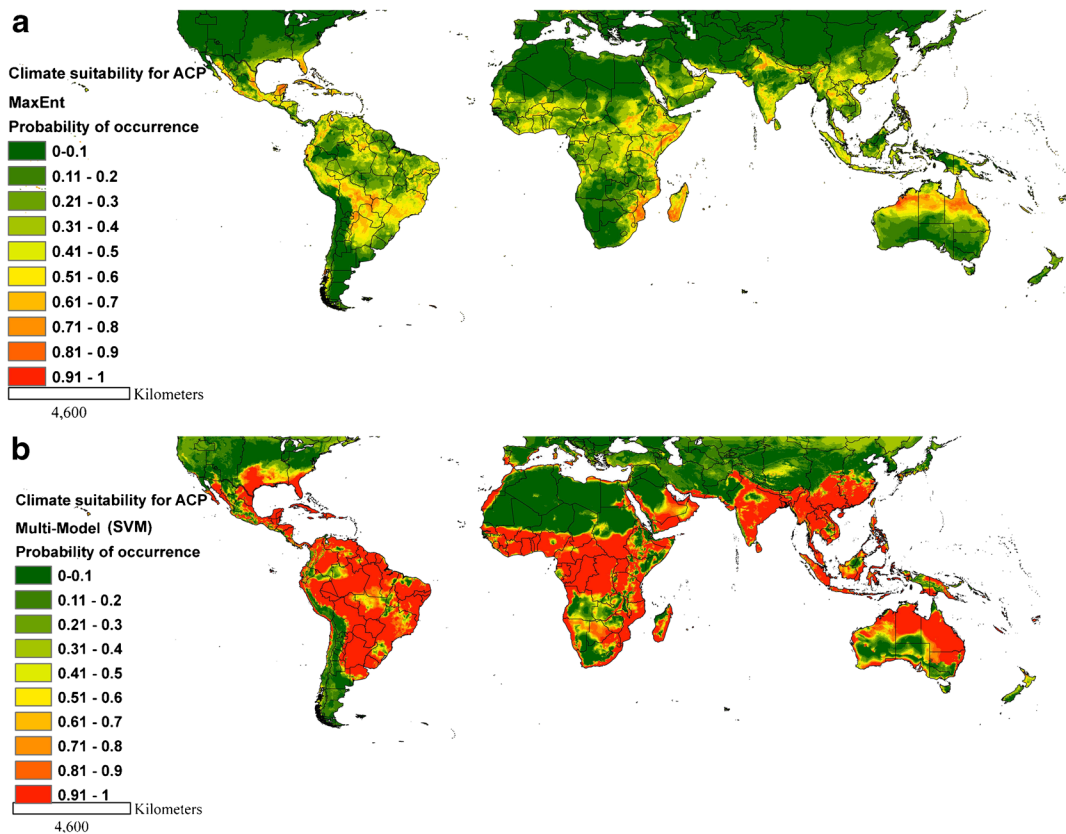 a
Climate suitability for ACP
MaxEnt
Probability of occurrence
0-0.1
0.11 - 0.2
0.21 - 0.3
0.31 - 0.4
0.41 - 0.5
0.51 - 0.6
0.61 - 0.7
0.71 - 0.8
0.81 - 0.9
0.91 - 1
Kilometers
4,600
b
Climate suitability for ACP
Multi-Model (SVM)
Probability of occurrence
0-0.1
0.11 - 0.2
0.21 - 0.3
0.31 - 0.4
0.41 - 0.5
0.51 - 0.6
0.61 - 0.7
0.71 - 0.8
0.81 - 0.9
0.91 - 1
Kilometers
4,600